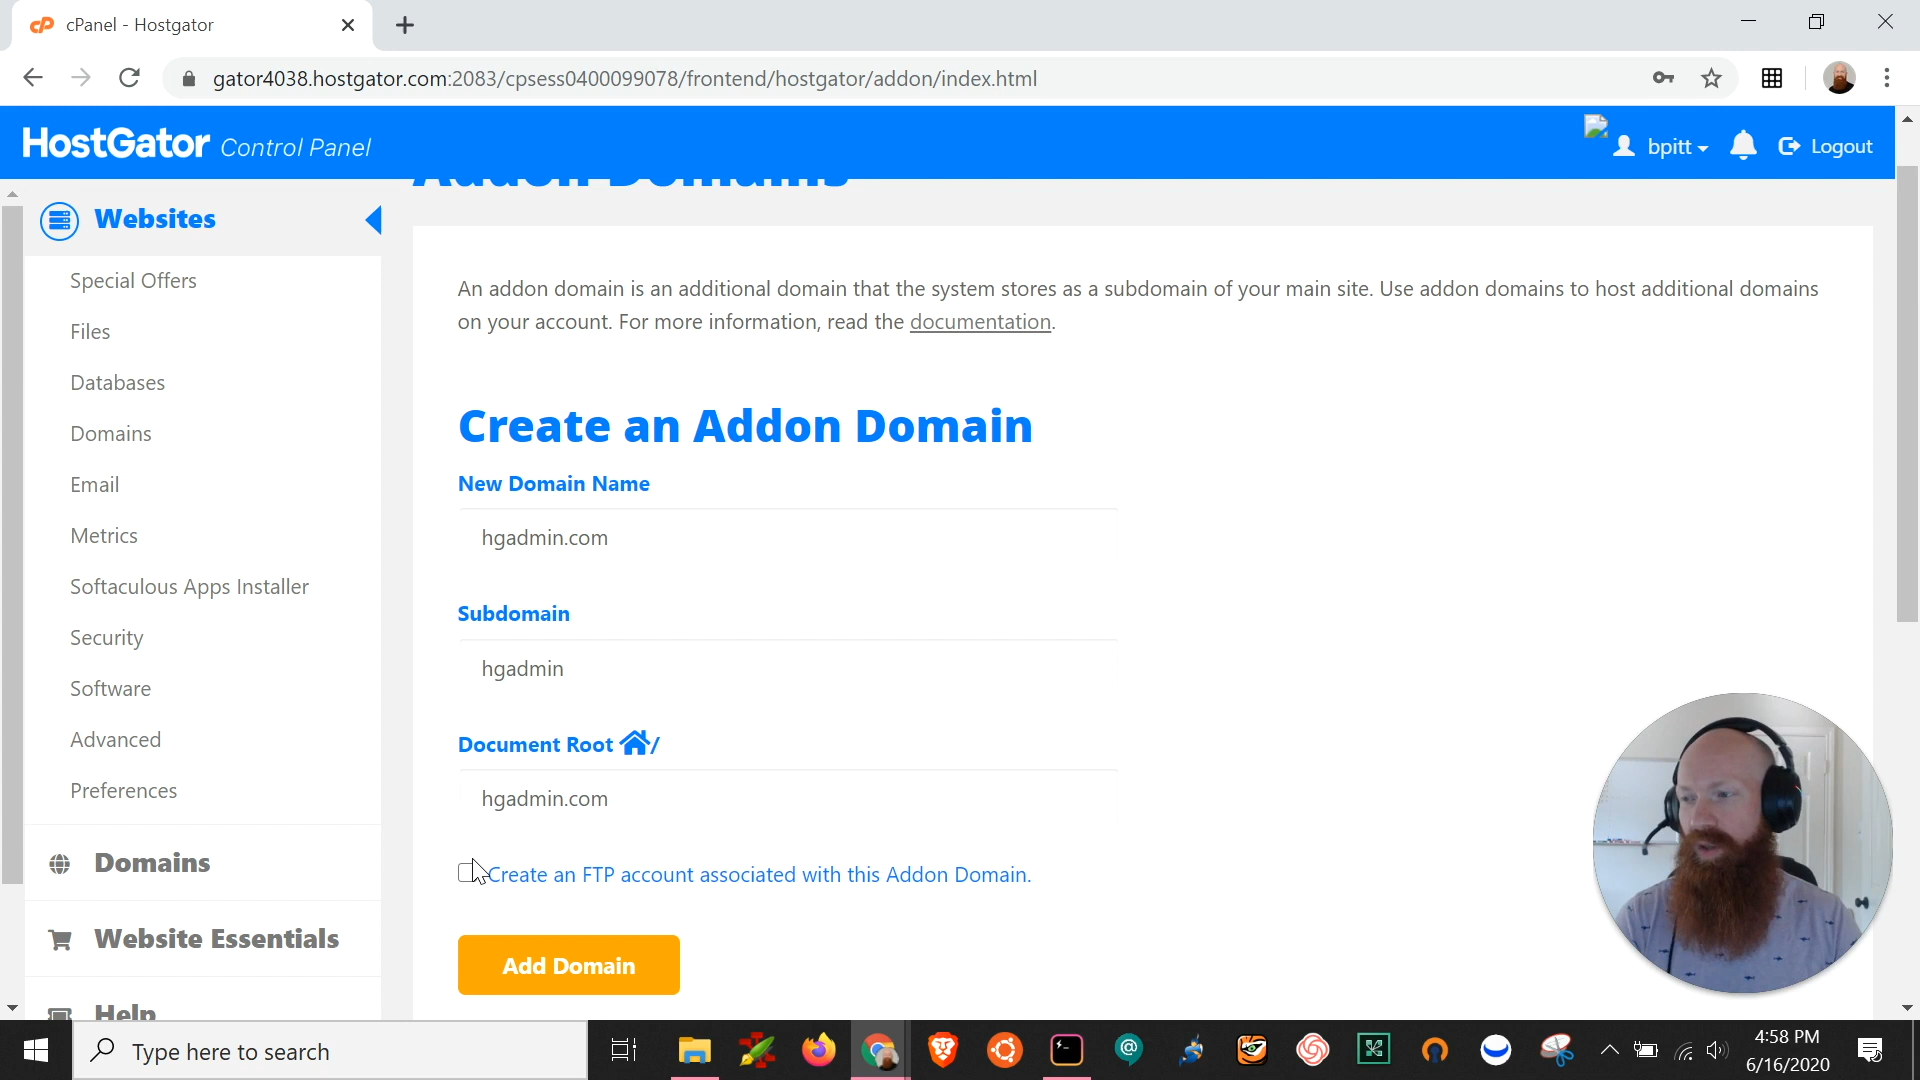 cPanel - Hostgator
gator4038.hostgator.com:2083/cpsess0400099078/frontend/hostgator/addon/index.html
HostGator Control Panel
bpitt
Logout
Addon Domains
Websites
Special Offers
Files
Databases
Domains
Email
Metrics
Softaculous Apps Installer
Security
Software
Advanced
Preferences
Domains
Website Essentials
Help
An addon domain is an additional domain that the system stores as a subdomain of your main site. Use addon domains to host additional domains
on your account. For more information, read the documentation.
Create an Addon Domain
New Domain Name
hgadmin.com
Subdomain
hgadmin
Document Root /
hgadmin.com
Create an FTP account associated with this Addon Domain.
Add Domain
Type here to search
4:58 PM
6/16/2020